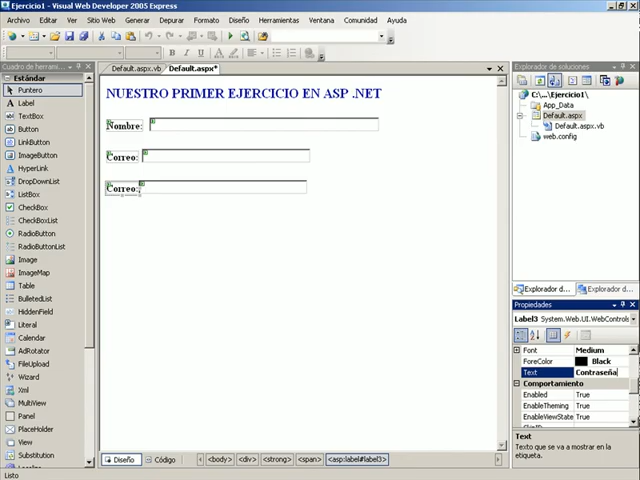 Ejercicio1 - Visual Web Developer 2005 Express
Archivo Editar Ver Sitio Web Generar Depurar Formato Diseño Herramientas Ventana Comunidad Ayuda
Cuadro de herrami...
Estándar
Puntero
Label
TextBox
Button
LinkButton
ImageButton
HyperLink
DropDownList
ListBox
CheckBox
CheckBoxList
RadioButton
RadioButtonList
Image
ImageMap
Table
BulletedList
HiddenField
Literal
Calendar
AdRotator
FileUpload
Wizard
Xml
MultiView
Panel
PlaceHolder
View
Substitution
Default.aspx.vb Default.aspx*
NUESTRO PRIMER EJERCICIO EN ASP .NET
Nombre:
Correo:
Correo:
Diseño Código <body> <div> <strong> <span> <asp:label#label3>
Explorador de soluciones
C:\...\Ejercicio1\
App_Data
Default.aspx
Default.aspx.vb
web.config
Explorador d... Explorador de...
Propiedades
Label3 System.Web.UI.WebControls
Font Medium
ForeColor Black
Text Contraseña
Comportamiento
Enabled True
EnableTheming True
EnableViewState True
Text
Texto que se va a mostrar en la
etiqueta.
Listo